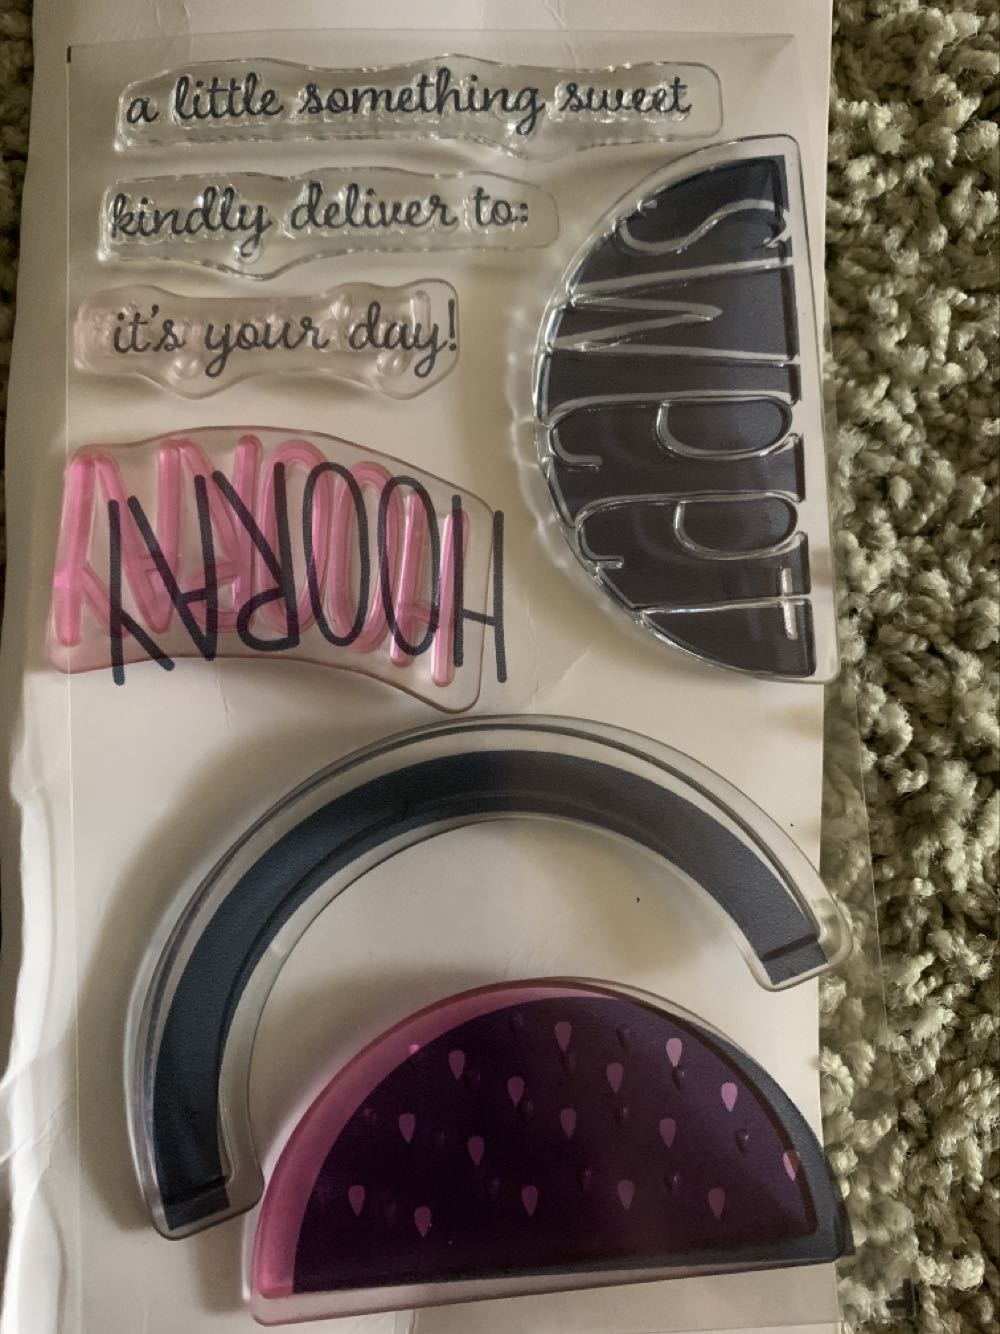 a little something sweet
kindly deliver to:
it's your day!
HOORAY